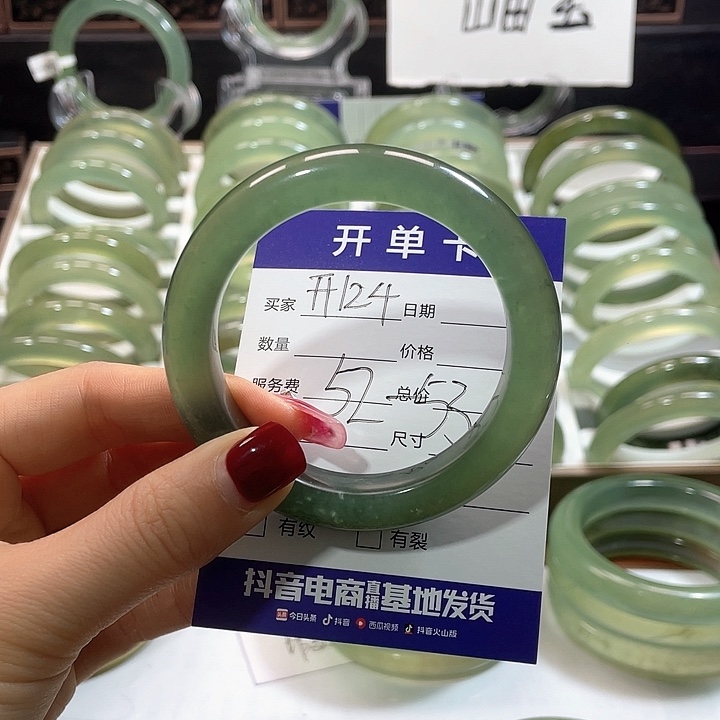 开单卡
买家 开124 日期
数量 价格
服务费 52-53 总价
尺寸
有纹 有裂
抖音电商直播基地发货
今日头条 抖音 西瓜视频 抖音火山版